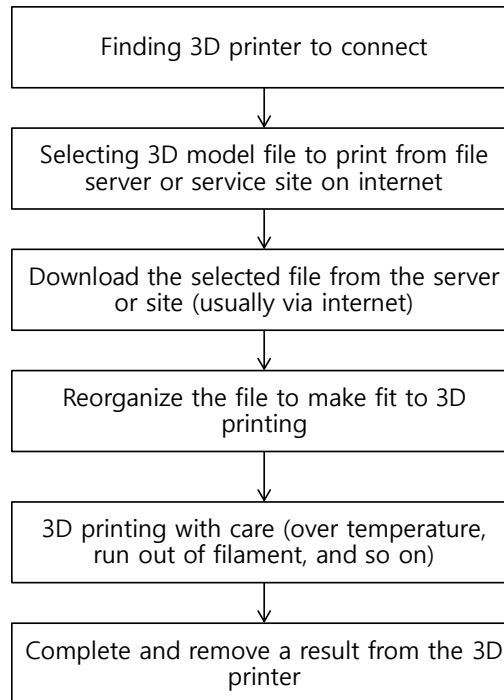 Finding 3D printer to connect
Selecting 3D model file to print from file
server or service site on internet
Download the selected file from the server
or site (usually via internet)
Reorganize the file to make fit to 3D
printing
3D printing with care (over temperature,
run out of filament, and so on)
Complete and remove a result from the 3D
printer